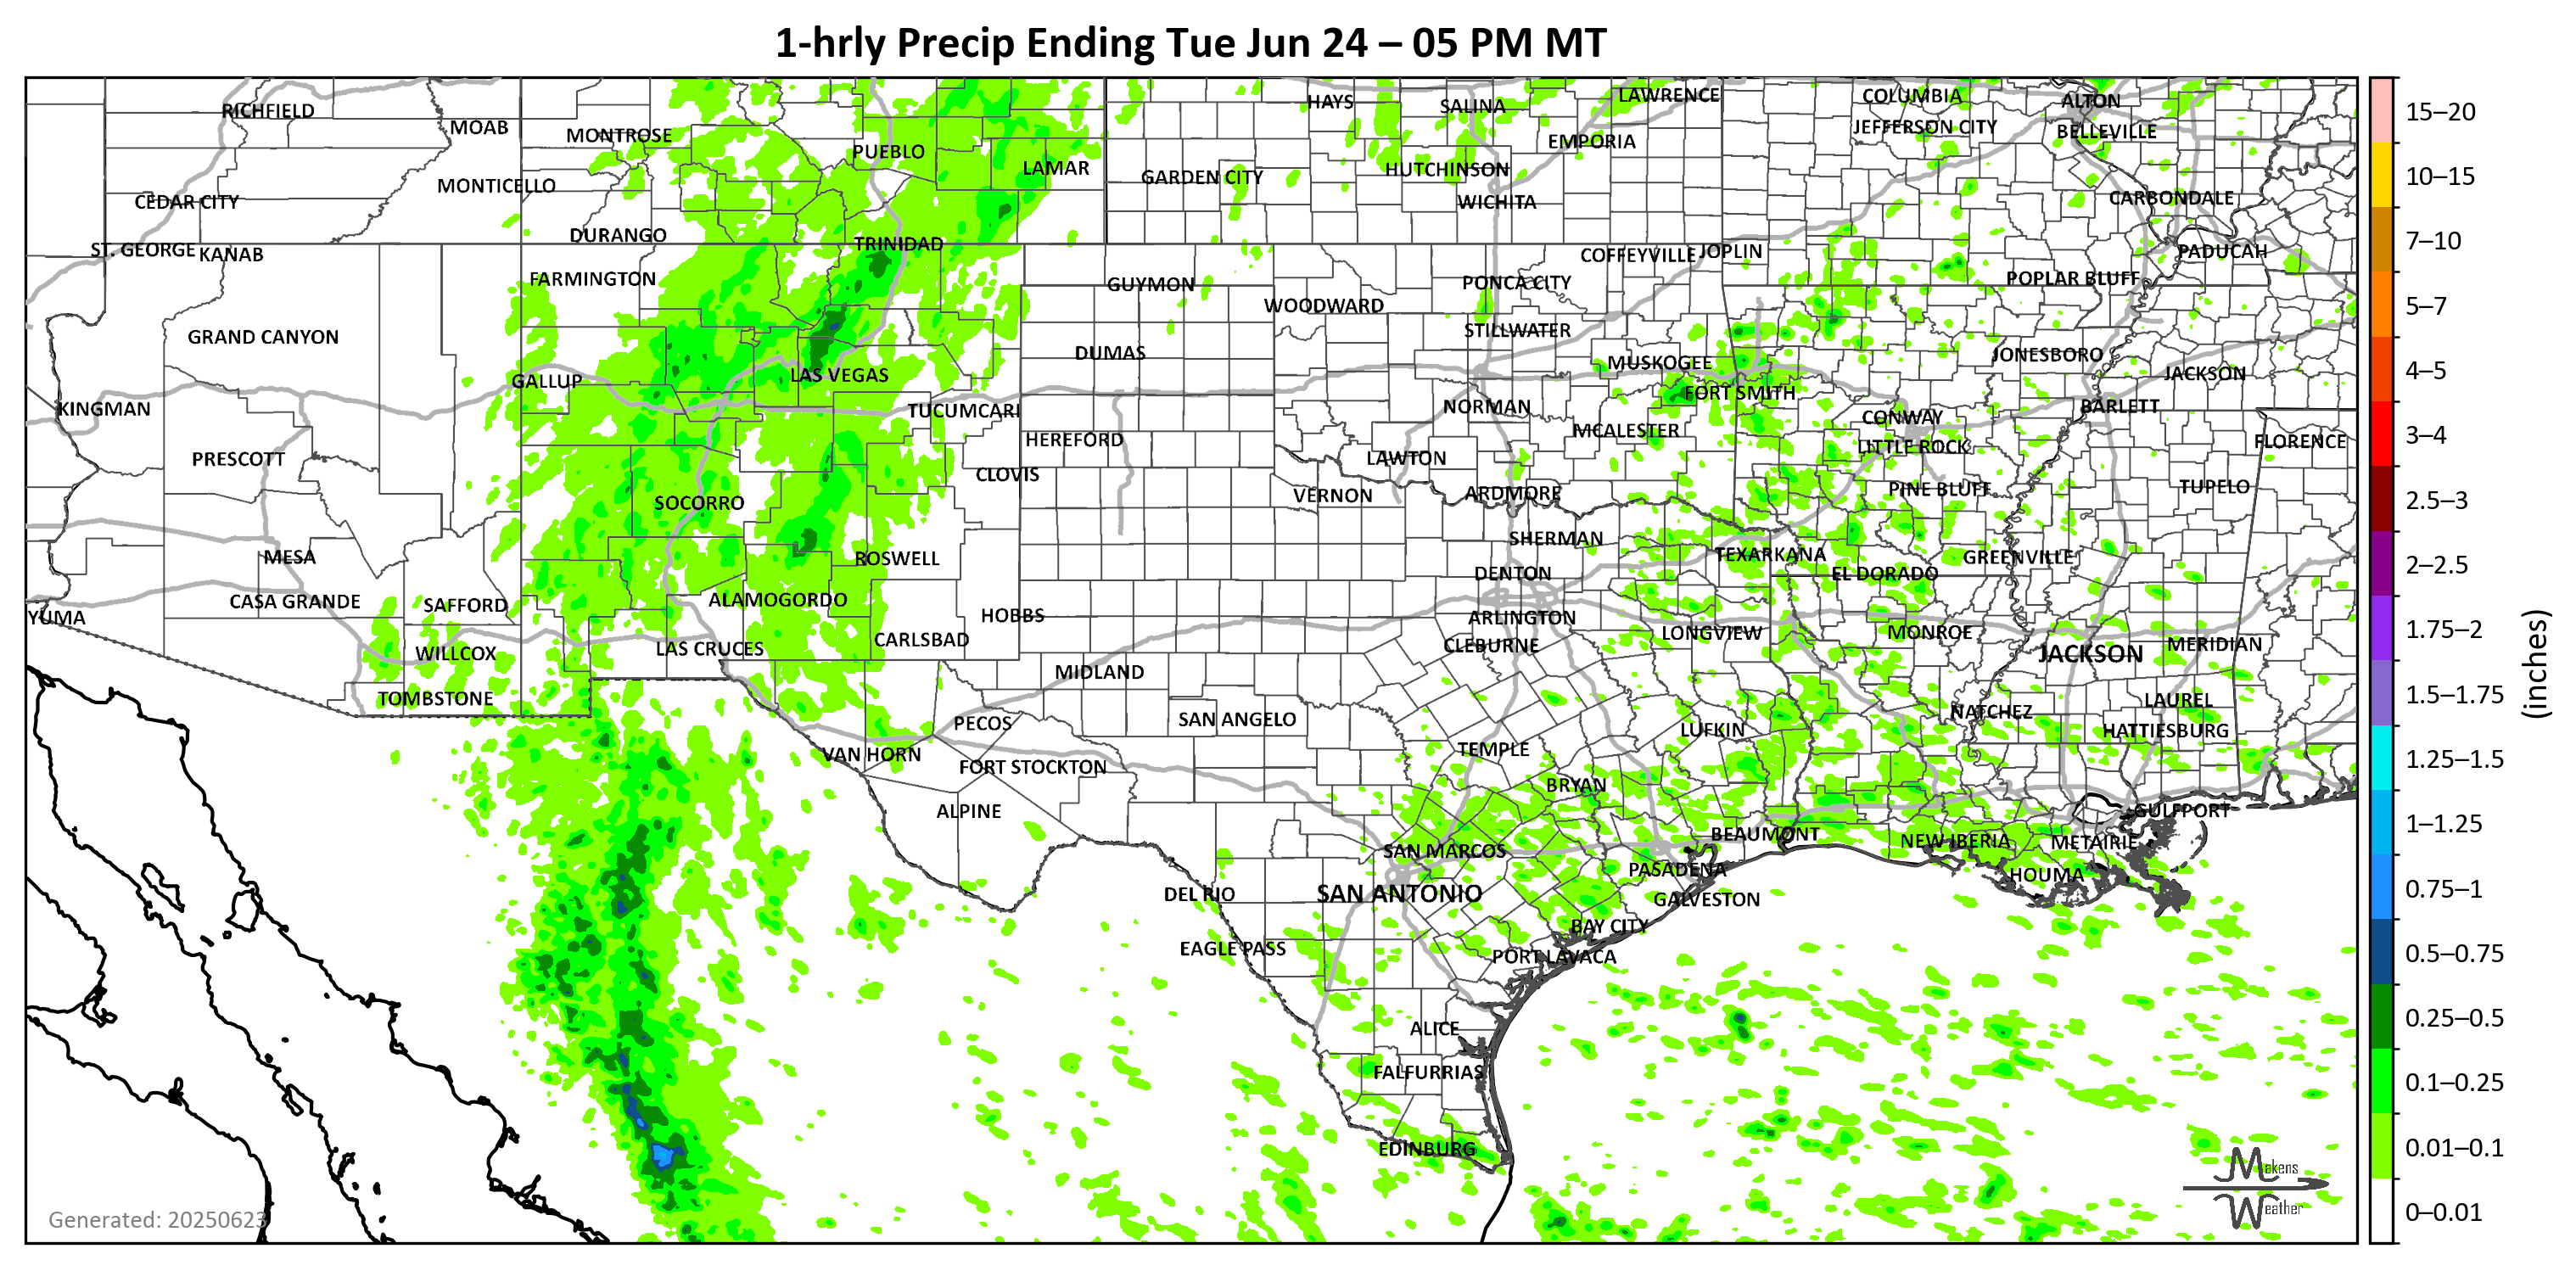 1-hrly Precip Ending Tue Jun 24 – 05 PM MT
RICHFIELD
MOAB
MONTROSE
PUEBLO
LAMAR
HAYS
SALINA
LAWRENCE
COLUMBIA
ALTON
JEFFERSON CITY
BELLEVILLE
EMPORIA
HUTCHINSON
GARDEN CITY
WICHITA
CEDAR CITY
MONTICELLO
CARBONDALE
DURANGO
TRINIDAD
ST. GEORGE
KANAB
COFFEYVILLE
JOPLIN
PADUCAH
FARMINGTON
GUYMON
WOODWARD
PONCA CITY
POPLAR BLUFF
GRAND CANYON
STILLWATER
DUMAS
MUSKOGEE
JONESBORO
JACKSON
GALLUP
LAS VEGAS
KINGMAN
TUCUMCARI
NORMAN
FORT SMITH
CONWAY
BARLETT
HEREFORD
MCALESTER
LITTLE ROCK
FLORENCE
PRESCOTT
CLOVIS
LAWTON
SOCORRO
VERNON
ARDMORE
PINE BLUFF
TUPELO
MESA
ROSWELL
SHERMAN
TEXARKANA
GREENVILLE
DENTON
EL DORADO
CASA GRANDE
SAFFORD
ALAMOGORDO
HOBBS
ARLINGTON
YUMA
WILLCOX
LAS CRUCES
CARLSBAD
CLEBURNE
LONGVIEW
MONROE
JACKSON
MERIDIAN
TOMBSTONE
MIDLAND
PECOS
SAN ANGELO
LUFKIN
NATCHEZ
LAUREL
HATTIESBURG
VAN HORN
FORT STOCKTON
TEMPLE
BRYAN
ALPINE
GULFPORT
BEAUMONT
NEW IBERIA
METAIRIE
SAN MARCOS
PASADENA
HOUMA
DEL RIO
SAN ANTONIO
GALVESTON
BAY CITY
EAGLE PASS
PORT LAVACA
ALICE
FALFURRIAS
EDINBURG
Generated: 20250623
Makens
Weather
15–20
10–15
7–10
5–7
4–5
3–4
2.5–3
2–2.5
1.75–2
1.5–1.75
1.25–1.5
1–1.25
0.75–1
0.5–0.75
0.25–0.5
0.1–0.25
0.01–0.1
0–0.01
(inches)